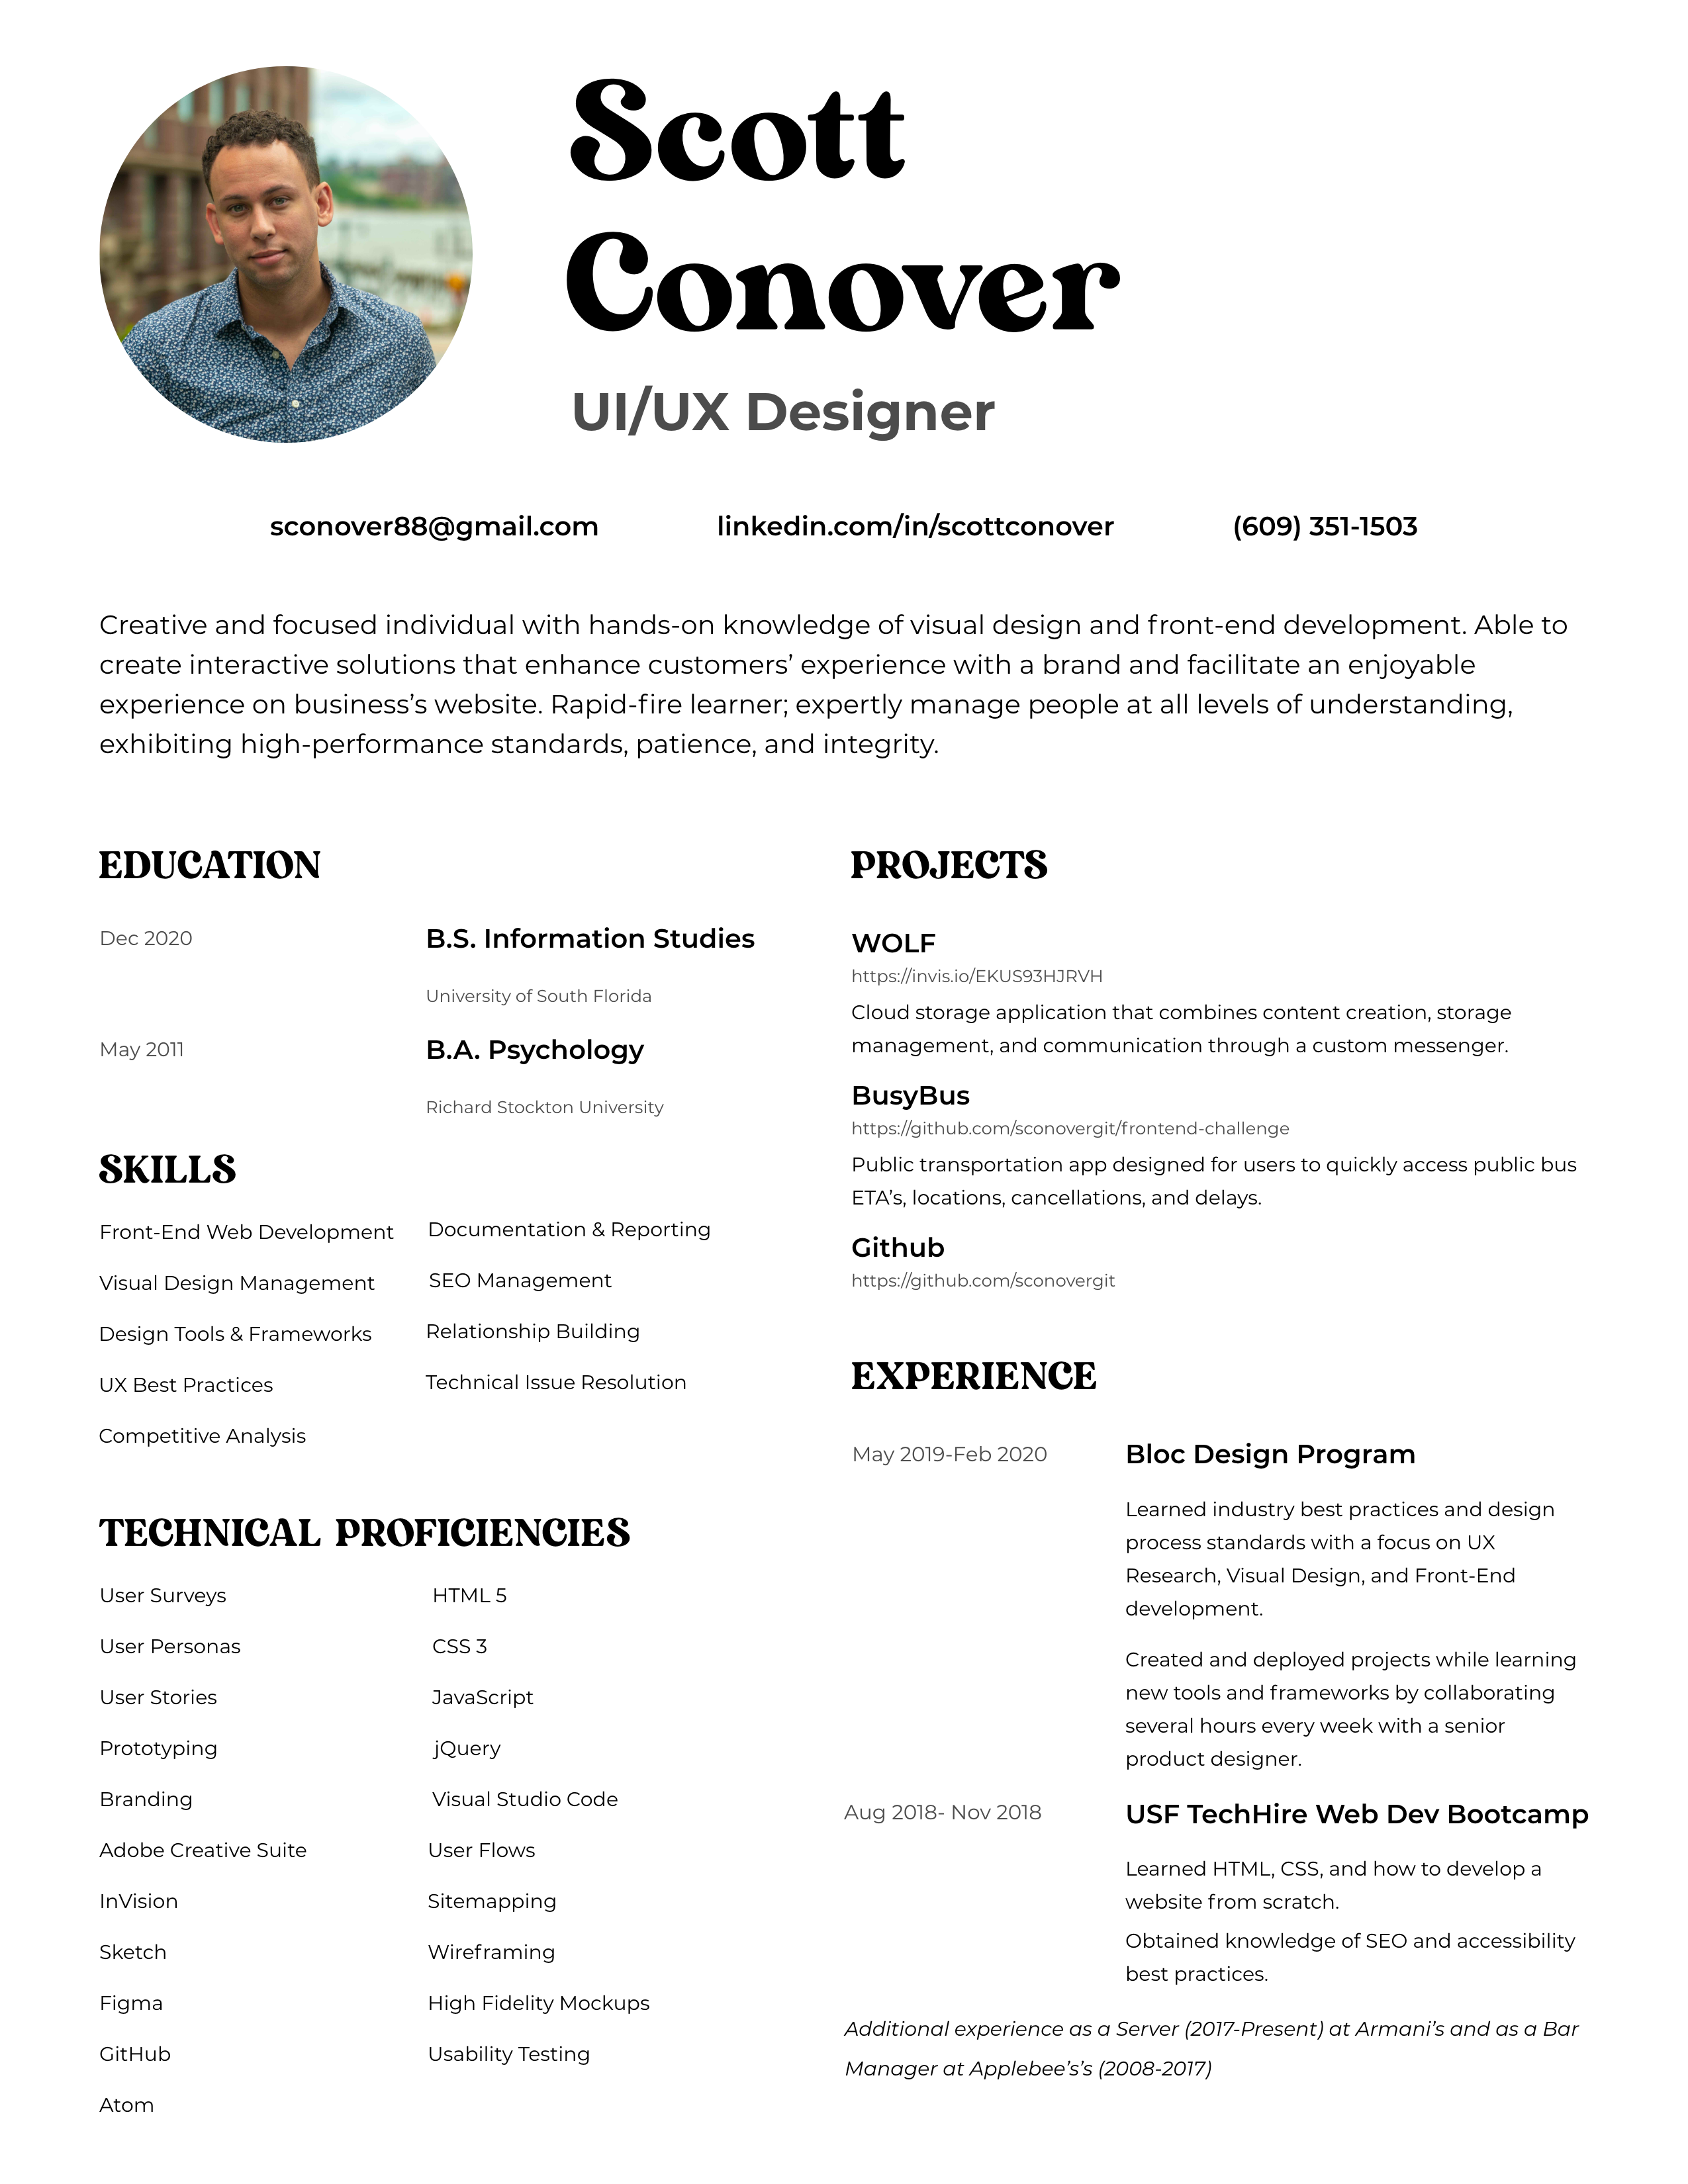 Scott
Conover
UI/UX Designer
sconover88@gmail.com linkedin.com/in/scottconover (609) 351-1503
Creative and focused individual with hands-on knowledge of visual design and front-end development. Able to
create interactive solutions that enhance customers’ experience with a brand and facilitate an enjoyable
experience on business’s website. Rapid-fire learner; expertly manage people at all levels of understanding,
exhibiting high-performance standards, patience, and integrity.
EDUCATION
Dec 2020 B.S. Information Studies
University of South Florida
May 2011 B.A. Psychology
Richard Stockton University
SKILLS
Front-End Web Development
Visual Design Management
Design Tools & Frameworks
UX Best Practices
Competitive Analysis
Documentation & Reporting
SEO Management
Relationship Building
Technical Issue Resolution
TECHNICAL PROFICIENCIES
User Surveys
User Personas
User Stories
Prototyping
Branding
Adobe Creative Suite
InVision
Sketch
Figma
GitHub
Atom
HTML 5
CSS 3
JavaScript
jQuery
Visual Studio Code
User Flows
Sitemapping
Wireframing
High Fidelity Mockups
Usability Testing
PROJECTS
WOLF
https://invis.io/EKUS93HJRVH
Cloud storage application that combines content creation, storage
management, and communication through a custom messenger.
BusyBus
https://github.com/sconovergit/frontend-challenge
Public transportation app designed for users to quickly access public bus
ETA’s, locations, cancellations, and delays.
Github
https://github.com/sconovergit
EXPERIENCE
May 2019-Feb 2020 Bloc Design Program
Learned industry best practices and design
process standards with a focus on UX
Research, Visual Design, and Front-End
development.
Created and deployed projects while learning
new tools and frameworks by collaborating
several hours every week with a senior
product designer.
Aug 2018- Nov 2018 USF TechHire Web Dev Bootcamp
Learned HTML, CSS, and how to develop a
website from scratch.
Obtained knowledge of SEO and accessibility
best practices.
Additional experience as a Server (2017-Present) at Armani’s and as a Bar
Manager at Applebee’s’s (2008-2017)